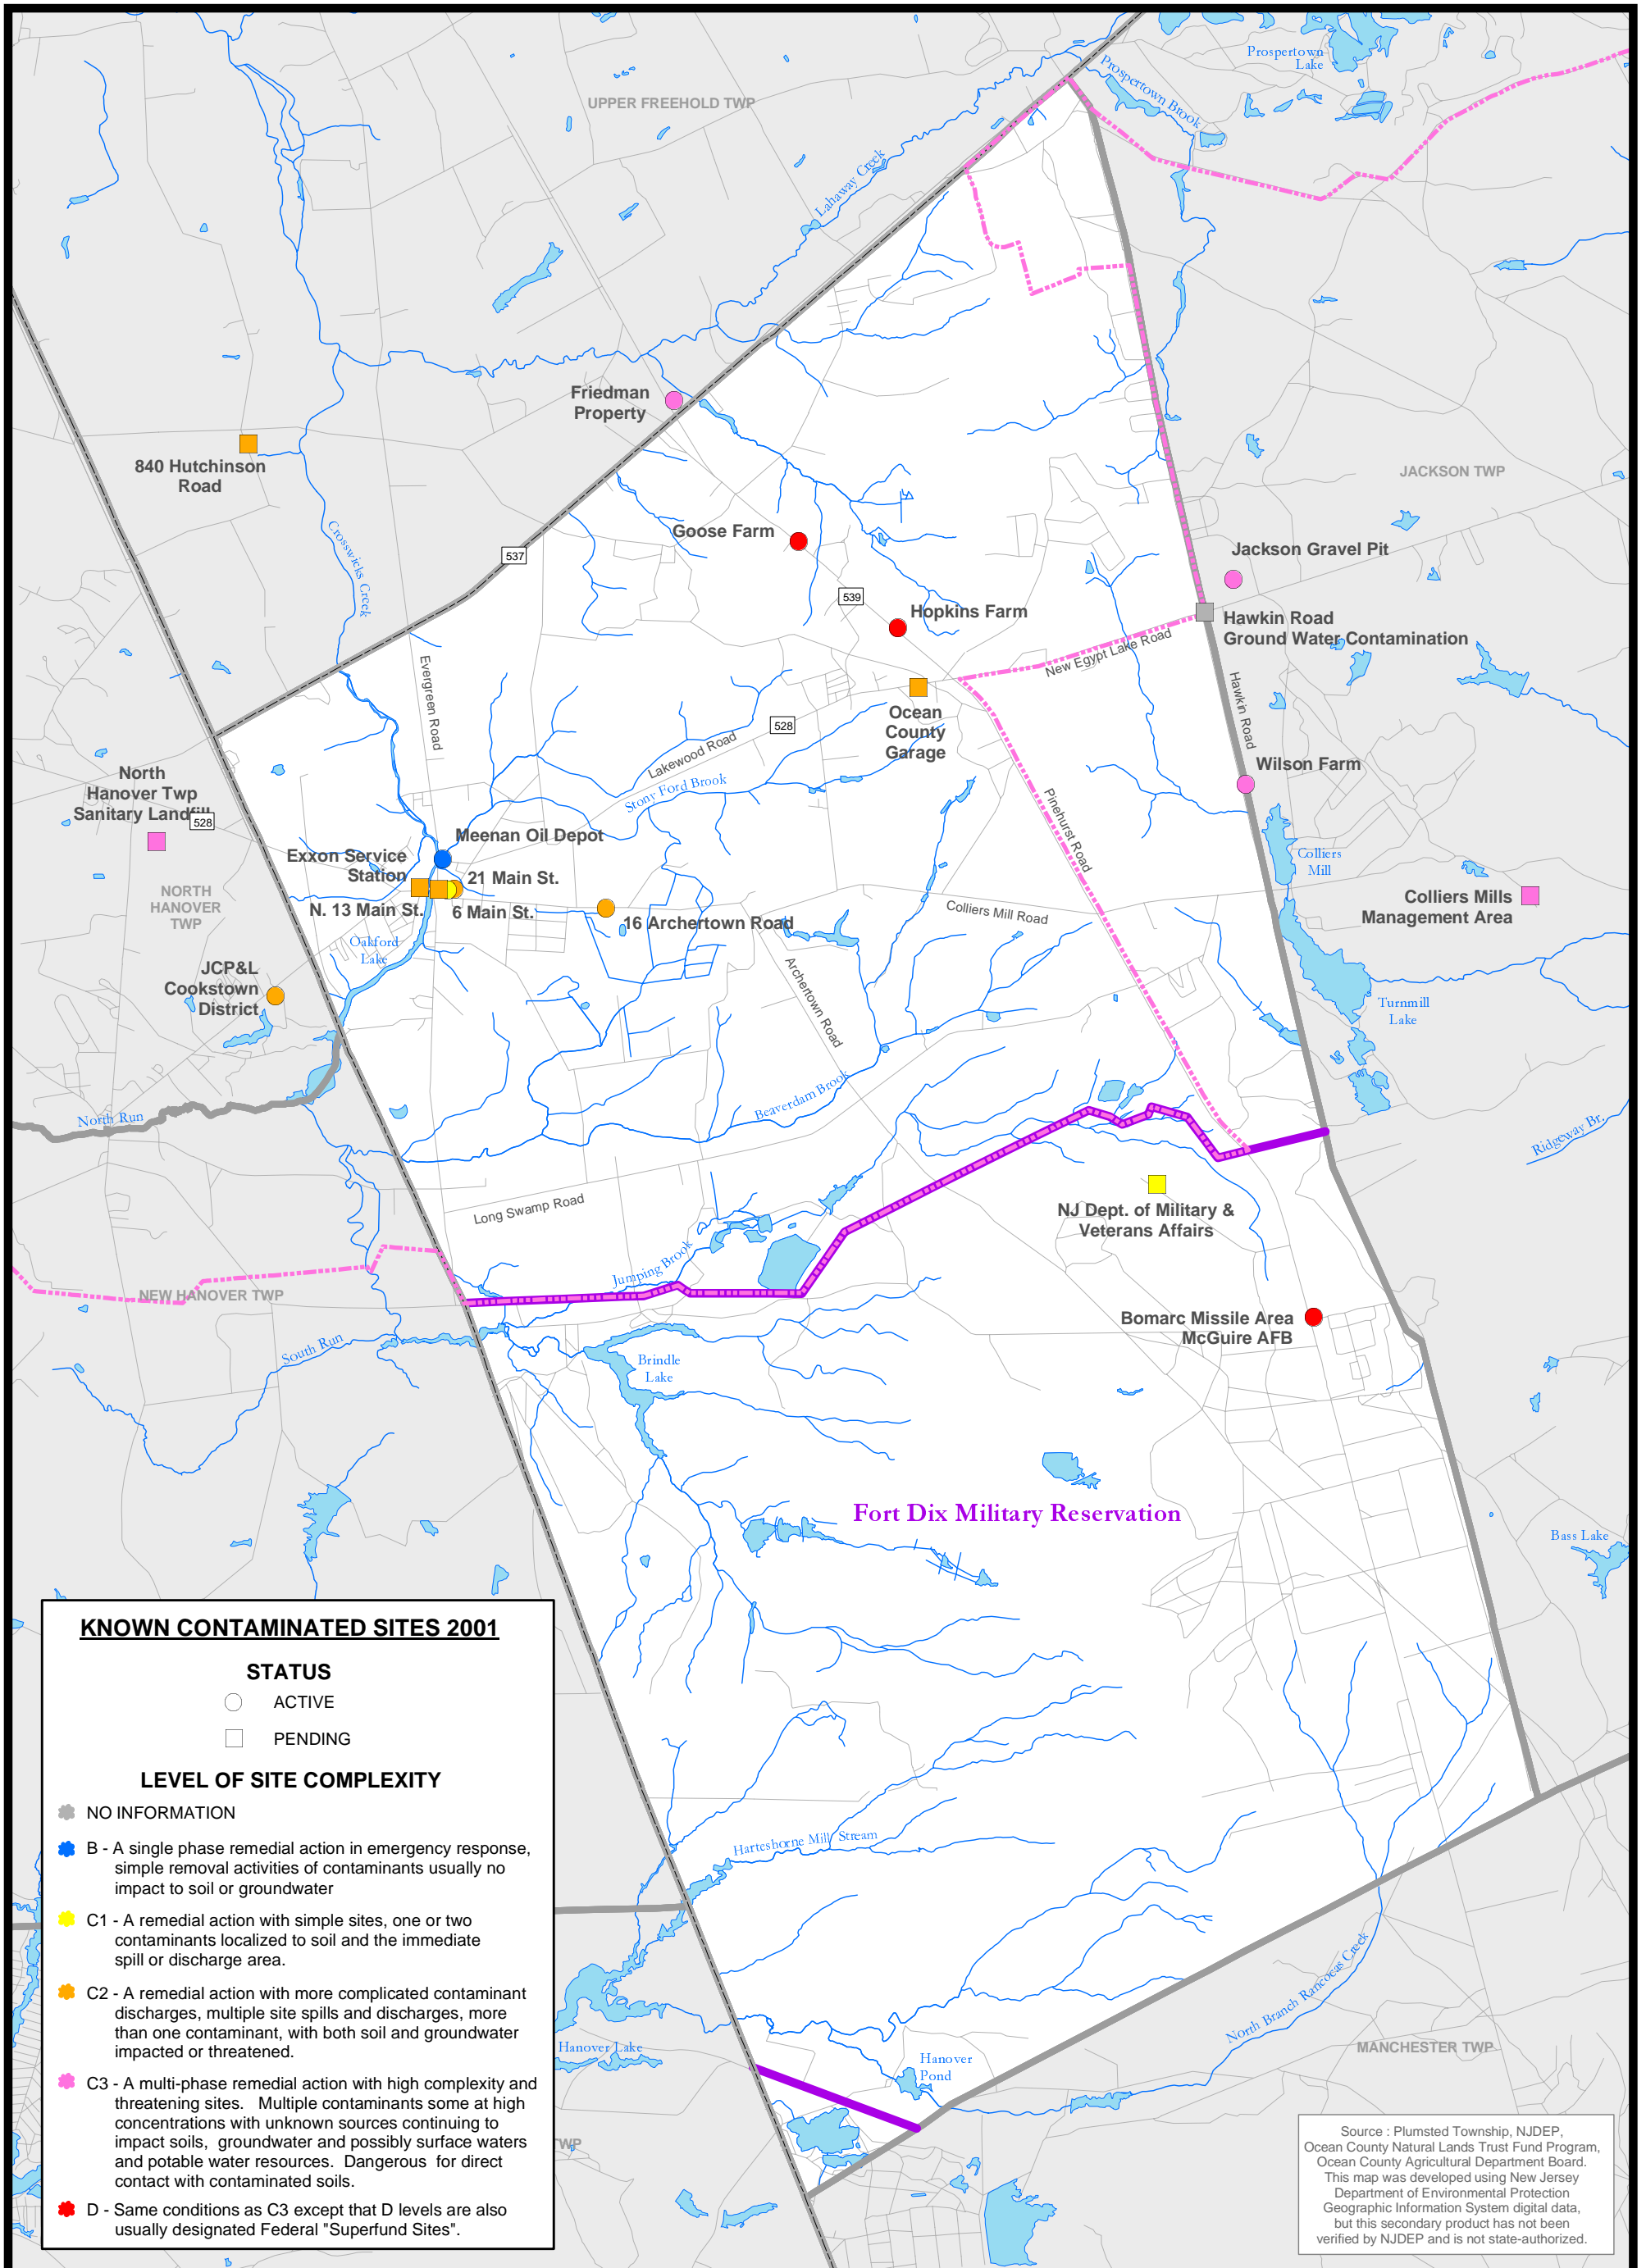 Prospertown
Lake
Prospertown Brook
UPPER FREEHOLD TWP
Lahaway Creek
Friedman
Property
840 Hutchinson
Road
JACKSON TWP
Crosswicks Creek
537
Goose Farm
Jackson Gravel Pit
539
Hopkins Farm
Hawkin Road
Ground Water Contamination
New Egypt Lake Road
Evergreen Road
Hawkin Road
Ocean
County
Garage
528
Lakewood Road
Stony Ford Brook
Wilson Farm
North
Hanover Twp
Sanitary Landfill
528
Pinehurst Road
Meenan Oil Depot
Exxon Service
Station
21 Main St.
N. 13 Main St.
6 Main St.
16 Archertown Road
Colliers
Mill
Colliers Mills
Management Area
NORTH
HANOVER
TWP
Colliers Mill Road
Oakford
Lake
JCP&L
Cookstown
District
Archertown Road
Turnmill
Lake
North Run
Beaverdam Brook
Ridgeway Br.
Long Swamp Road
NJ Dept. of Military &
Veterans Affairs
Jumping Brook
NEW HANOVER TWP
Bomarc Missile Area
McGuire AFB
South Run
Brindle
Lake
Fort Dix Military Reservation
Bass Lake
KNOWN CONTAMINATED SITES 2001
STATUS
ACTIVE
PENDING
LEVEL OF SITE COMPLEXITY
NO INFORMATION
B - A single phase remedial action in emergency response,
simple removal activities of contaminants usually no
impact to soil or groundwater
C1 - A remedial action with simple sites, one or two
contaminants localized to soil and the immediate
spill or discharge area.
C2 - A remedial action with more complicated contaminant
discharges, multiple site spills and discharges, more
than one contaminant, with both soil and groundwater
impacted or threatened.
C3 - A multi-phase remedial action with high complexity and
threatening sites. Multiple contaminants some at high
concentrations with unknown sources continuing to
impact soils, groundwater and possibly surface waters
and potable water resources. Dangerous for direct
contact with contaminated soils.
D - Same conditions as C3 except that D levels are also
usually designated Federal "Superfund Sites".
Harteshorne Mill Stream
North Branch Rancocas Creek
Hanover Lake
Hanover
Pond
MANCHESTER TWP
TWP
Source : Plumsted Township, NJDEP,
Ocean County Natural Lands Trust Fund Program,
Ocean County Agricultural Department Board.
This map was developed using New Jersey
Department of Environmental Protection
Geographic Information System digital data,
but this secondary product has not been
verified by NJDEP and is not state-authorized.